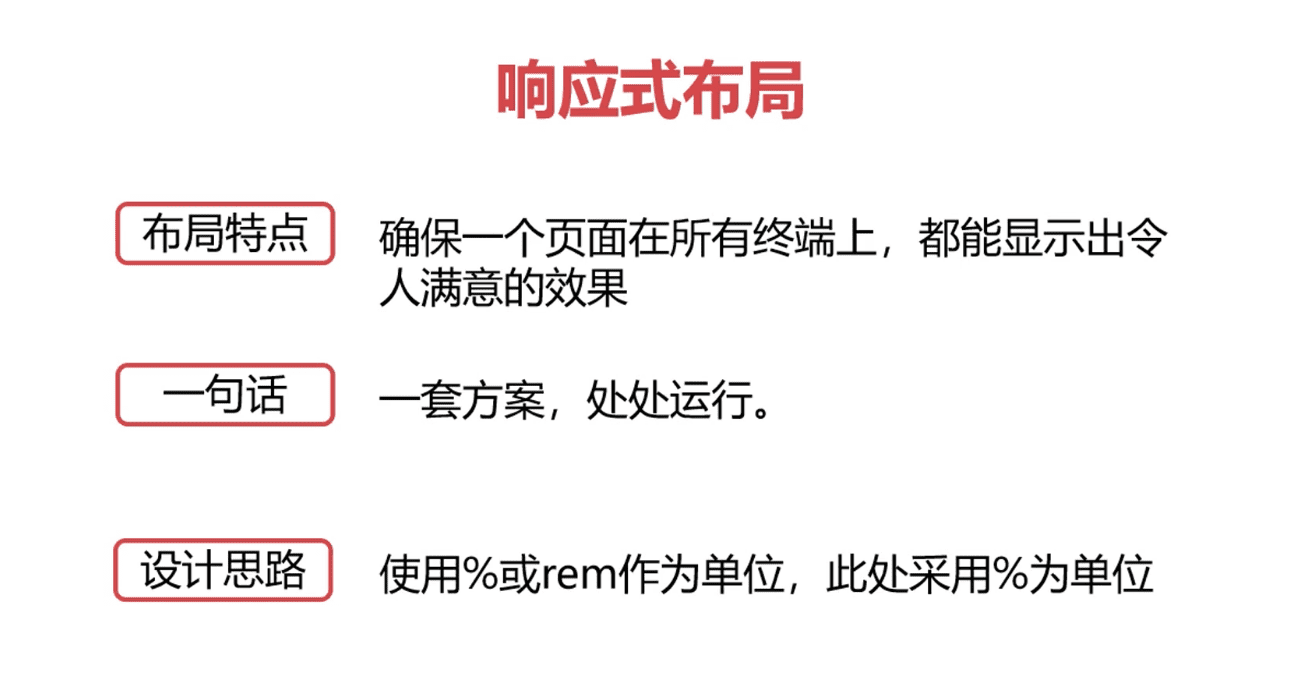 响应式布局
布局特点
确保一个页面在所有终端上，都能显示出令
人满意的效果
一句话
一套方案，处处运行。
设计思路
使用%或rem作为单位，此处采用%为单位